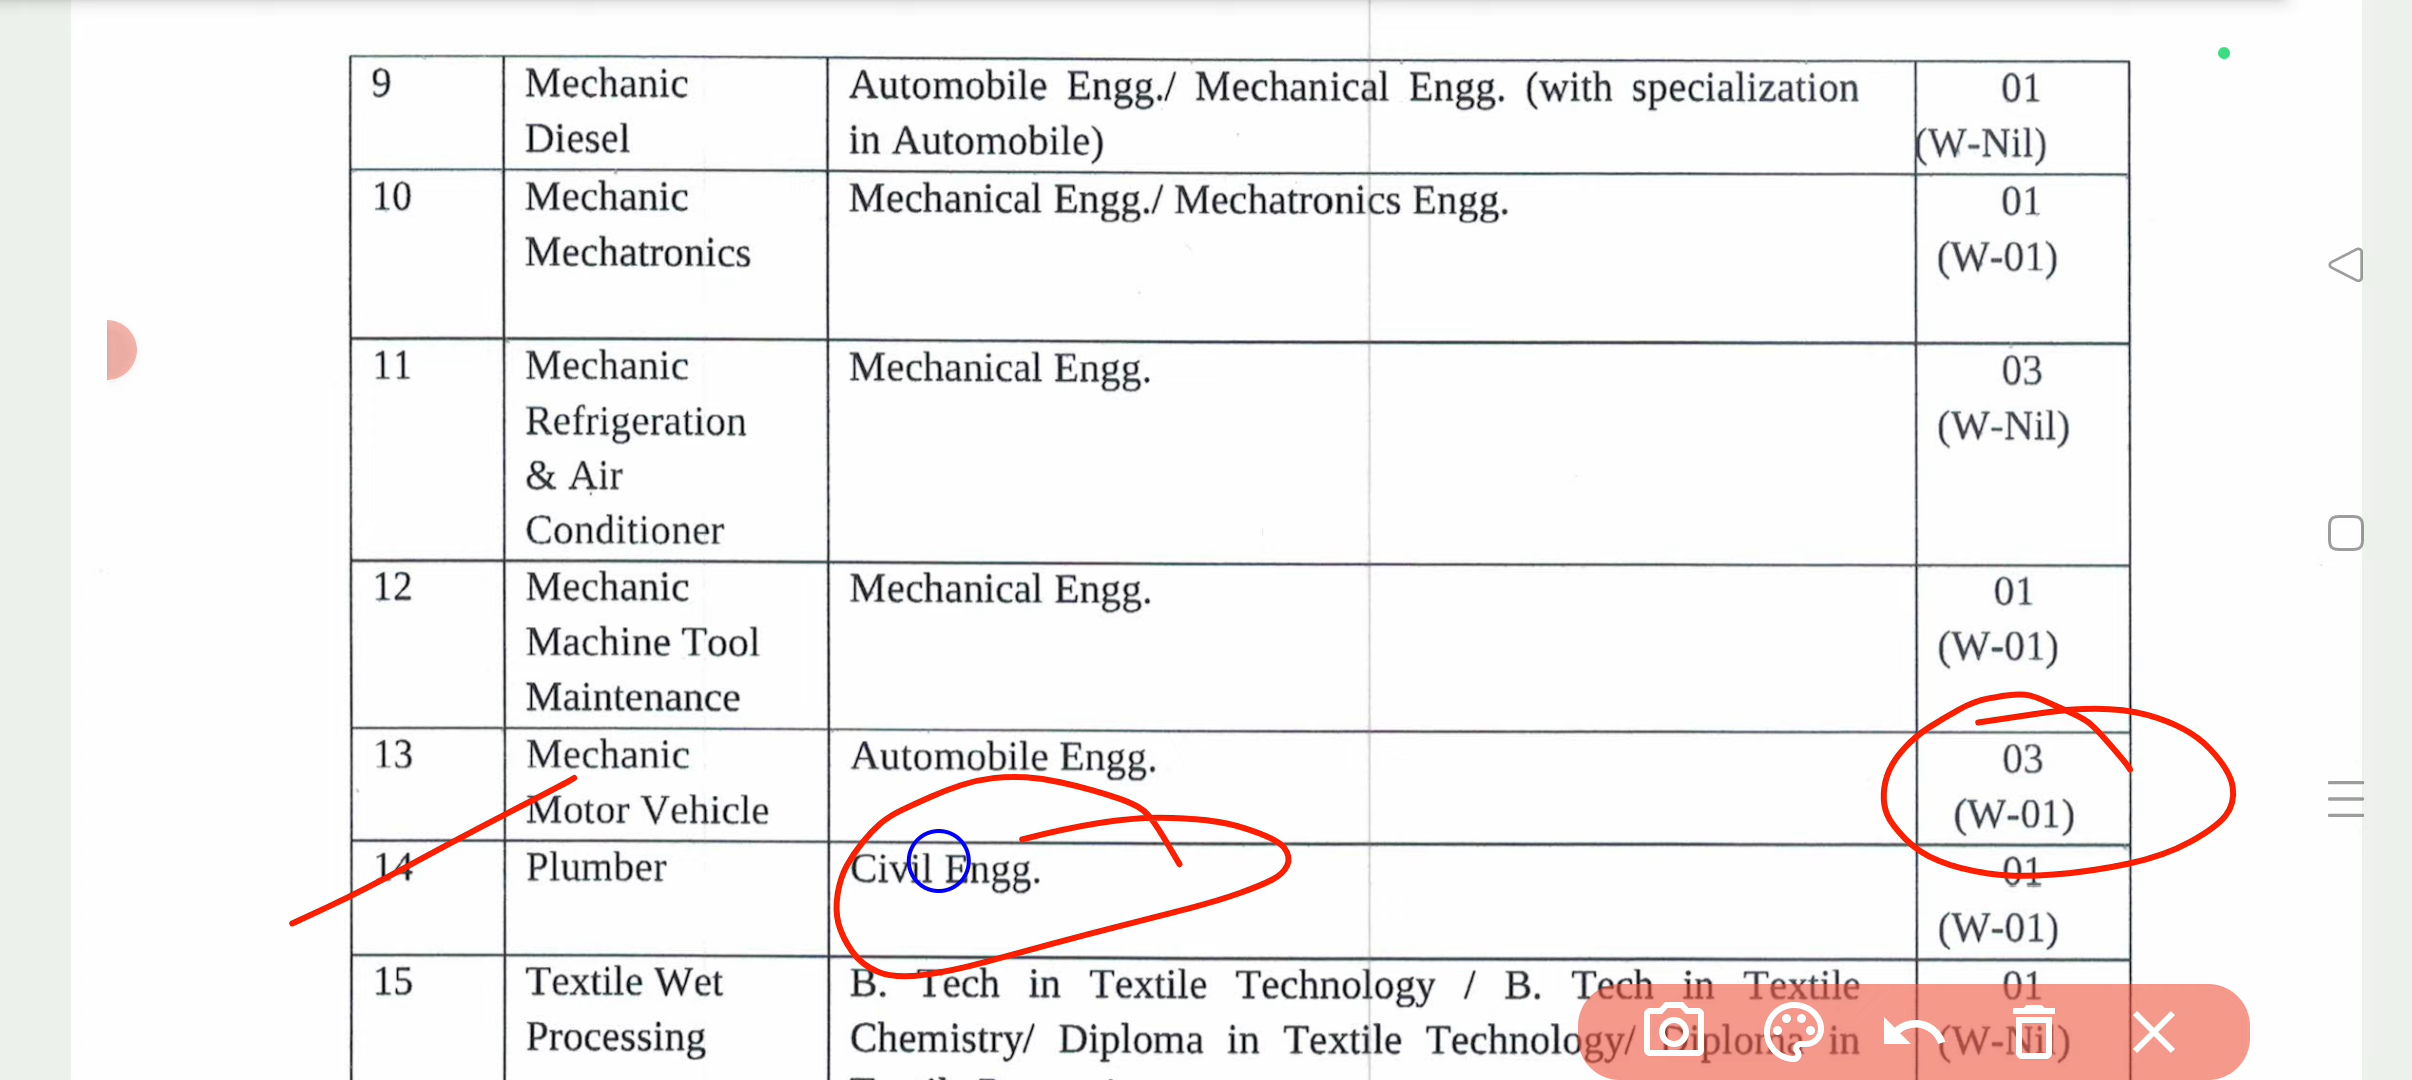 9 Mechanic Automobile Engg./ Mechanical Engg. (with specialization 01
Diesel in Automobile) (W-Nil)
10 Mechanic Mechanical Engg./ Mechatronics Engg. 01
Mechatronics (W-01)
11 Mechanic Mechanical Engg. 03
Refrigeration (W-Nil)
& Air
Conditioner
12 Mechanic Mechanical Engg. 01
Machine Tool (W-01)
Maintenance
13 Mechanic Automobile Engg. 03
Motor Vehicle (W-01)
14 Plumber Civil Engg. 01
(W-01)
15 Textile Wet B. Tech in Textile Technology / B. Tech in Textile 01
Processing Chemistry/ Diploma in Textile Technology/ Diploma in (W-Nil)